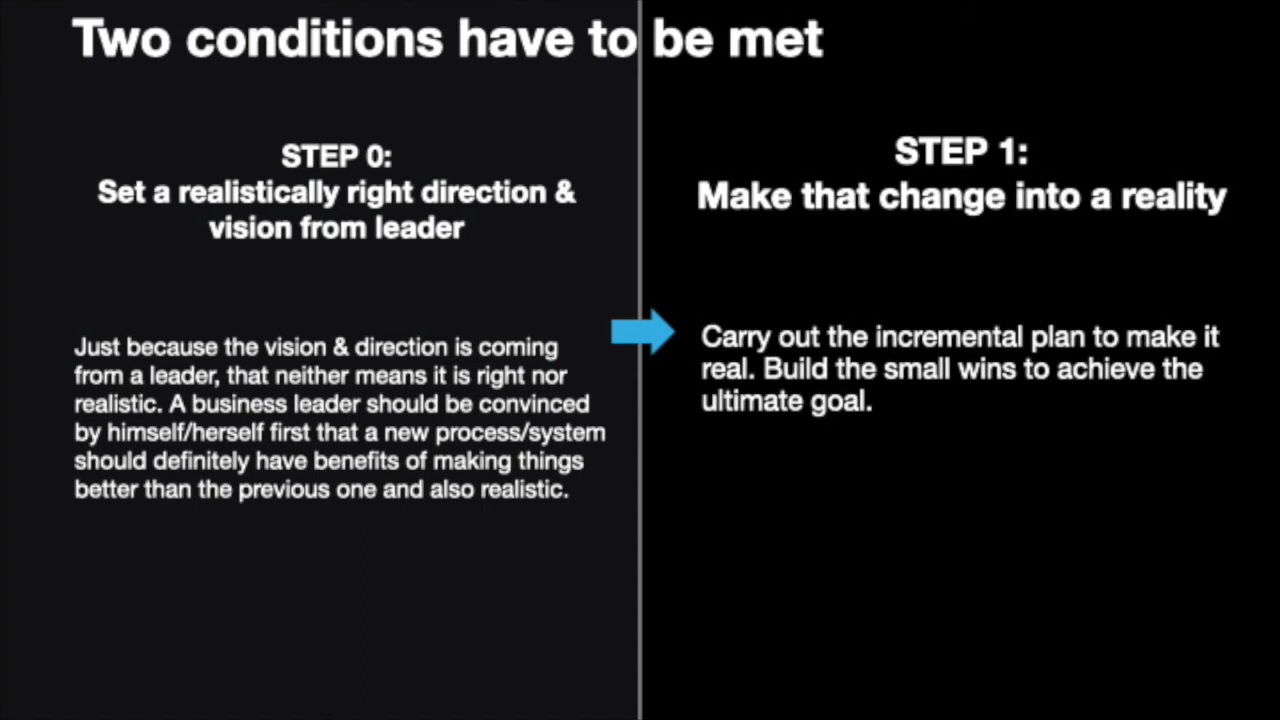 Two conditions have to be met
STEP 0:
Set a realistically right direction &
vision from leader
Just because the vision & direction is coming
from a leader, that neither means it is right nor
realistic. A business leader should be convinced
by himself/herself first that a new process/system
should definitely have benefits of making things
better than the previous one and also realistic.
STEP 1:
Make that change into a reality
Carry out the incremental plan to make it
real. Build the small wins to achieve the
ultimate goal.